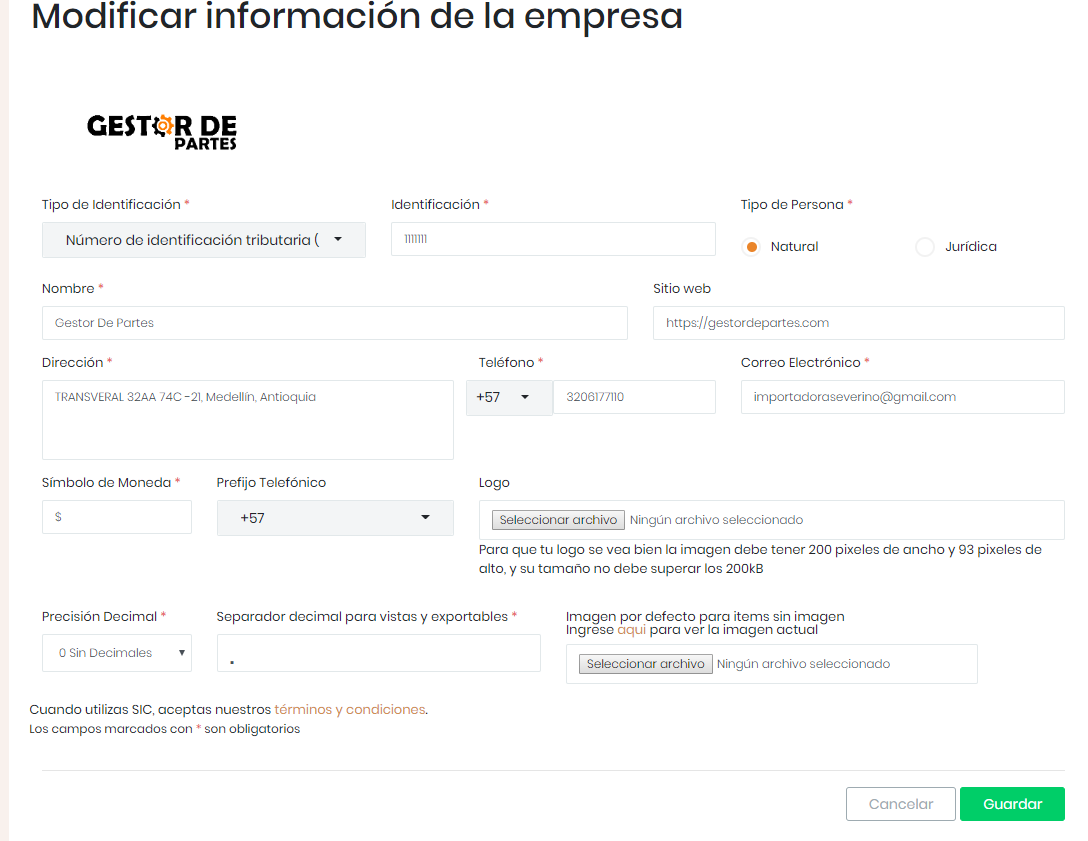 Modificar información de la empresa
GESTOR DE
PARTES
Tipo de Identificación * Identificación * Tipo de Persona *
Número de identificación tributaria ( 1111111 Natural Jurídica
Nombre * Sitio web
Gestor De Partes https://gestordepartes.com
Dirección * Teléfono * Correo Electrónico *
TRANSVERAL 32AA 74C -21, Medellín, Antioquia +57 3206177110 importadoraseverino@gmail.com
Símbolo de Moneda * Prefijo Telefónico Logo
$ +57 Seleccionar archivo Ningún archivo seleccionado
Para que tu logo se vea bien la imagen debe tener 200 pixeles de ancho y 93 pixeles de
alto, y su tamaño no debe superar los 200kB
Precisión Decimal * Separador decimal para vistas y exportables * Imagen por defecto para items sin imagen
Ingrese aqui para ver la imagen actual
0 Sin Decimales . Seleccionar archivo Ningún archivo seleccionado
Cuando utilizas SIC, aceptas nuestros términos y condiciones.
Los campos marcados con * son obligatorios
Cancelar Guardar